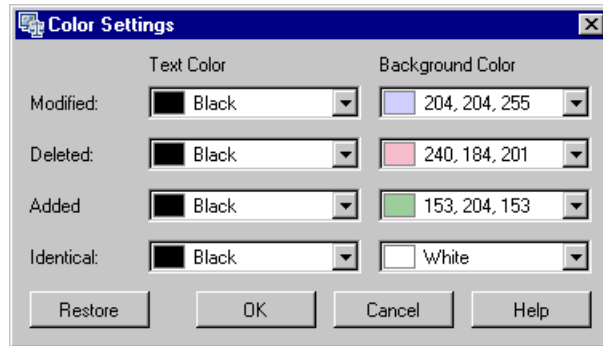 Color Settings
Text Color Background Color
Modified: Black 204, 204, 255
Deleted: Black 240, 184, 201
Added Black 153, 204, 153
Identical: Black White
Restore OK Cancel Help